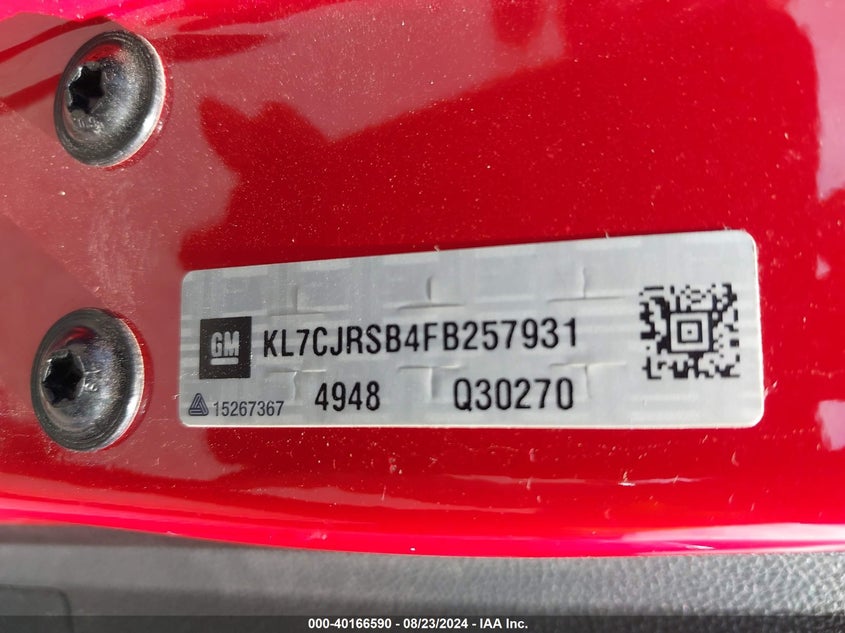 GM KL7CJRSB4FB257931
15267367 4948 Q30270
000-40166590 - 08/23/2024 - IAA Inc.